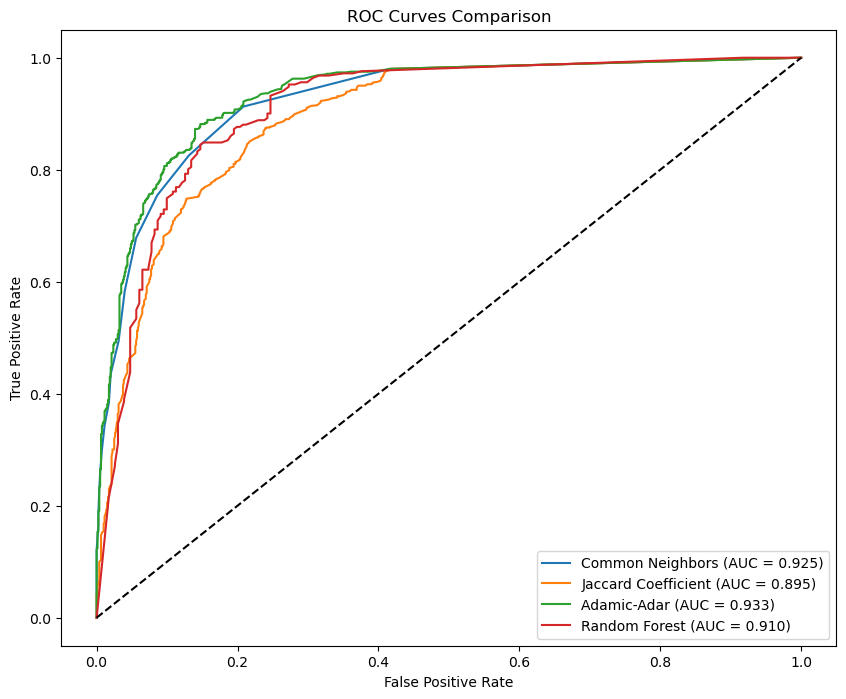 ROC Curves Comparison
1.0
0.8
0.6
0.4
0.2
0.0
True Positive Rate
0.0 0.2 0.4 0.6 0.8 1.0
False Positive Rate
Common Neighbors (AUC = 0.925)
Jaccard Coefficient (AUC = 0.895)
Adamic-Adar (AUC = 0.933)
Random Forest (AUC = 0.910)